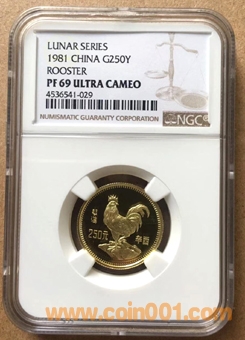 LUNAR SERIES
1981 CHINA G250Y
ROOSTER
PF 69 ULTRA CAMEO
NUMISMATIC GUARANTY CORPORATION
NGC
4536541-029
250元
www.coin001.com